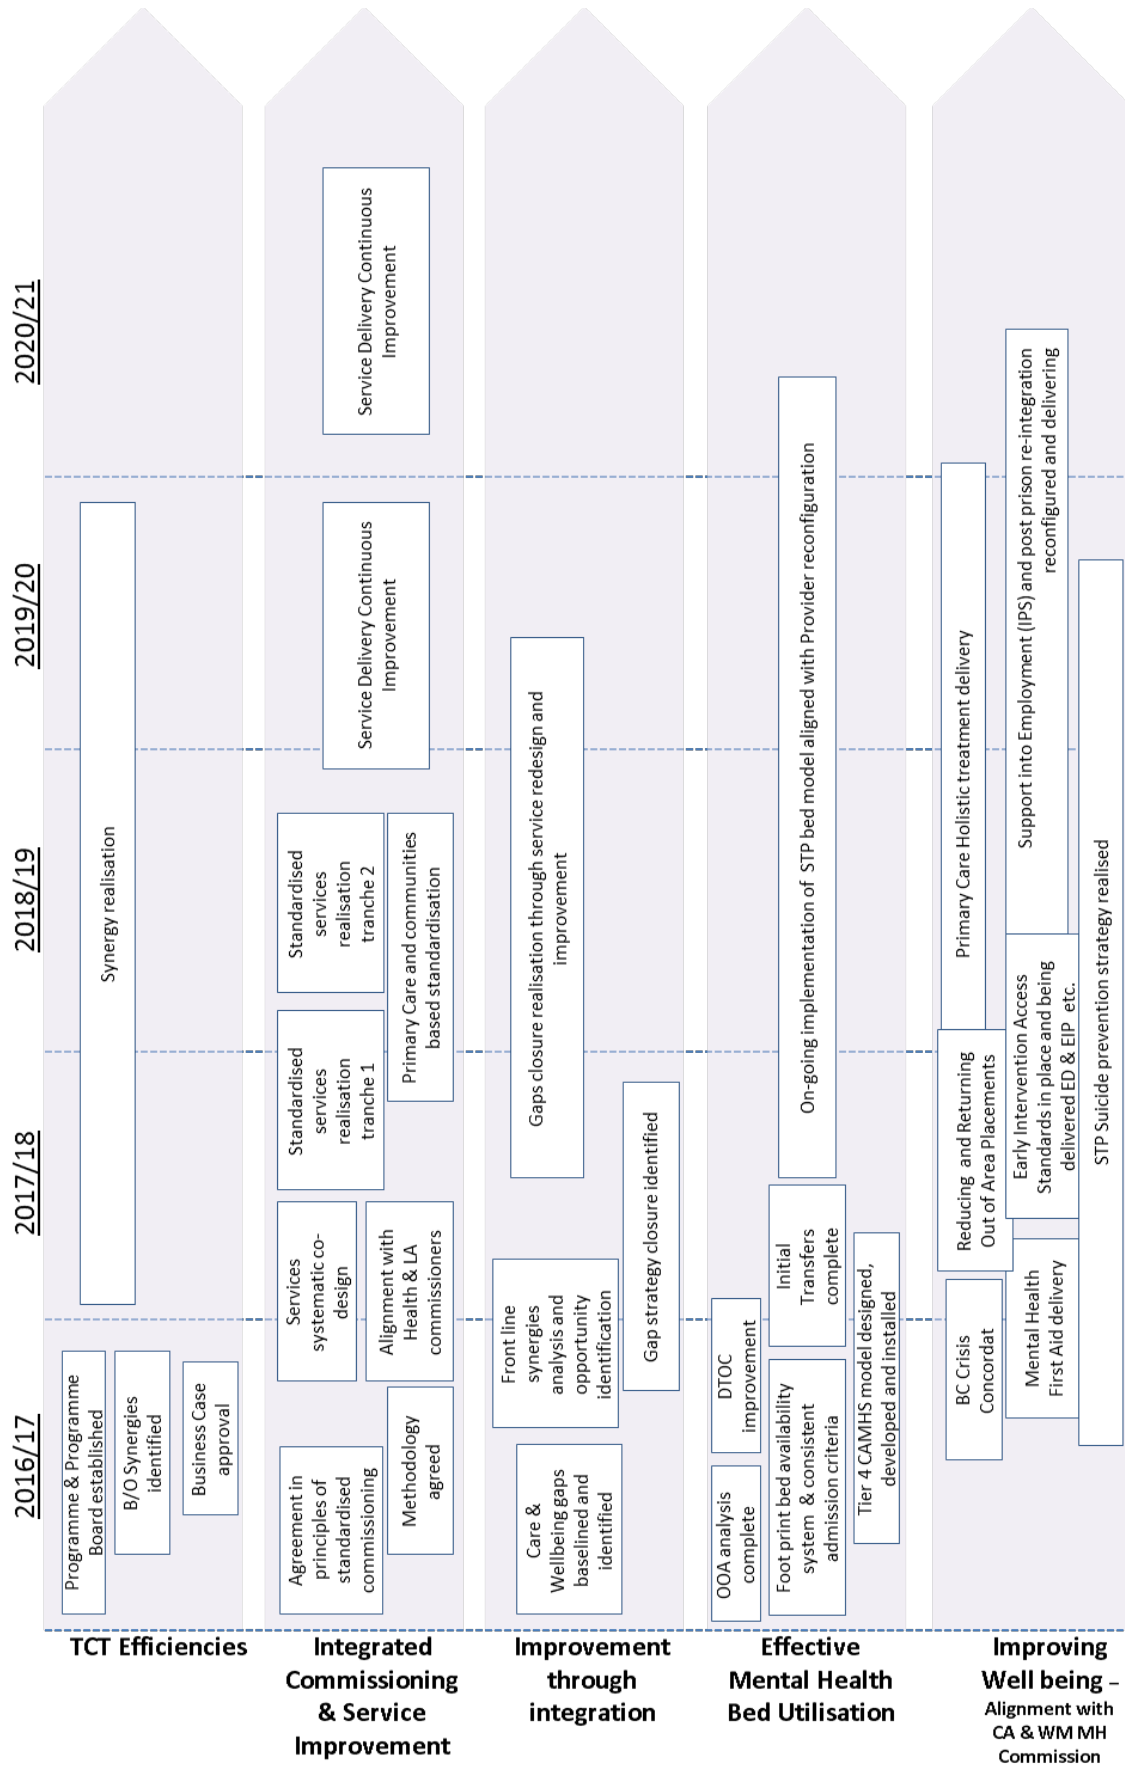 2016/17
2017/18
2018/19
2019/20
2020/21
TCT Efficiencies
Programme & Programme
Board established
B/O Synergies
identified
Business Case
approval
Synergy realisation
Integrated
Commissioning
& Service
Improvement
Agreement in
principles of
standardised
commissioning
Methodology
agreed
Services
systematic co-
design
Alignment with
Health & LA
commissioners
Standardised
services
realisation
tranche 1
Standardised
services
realisation
tranche 2
Primary Care and communities
based standardisation
Service Delivery Continuous
Improvement
Service Delivery Continuous
Improvement
Improvement
through
integration
Care &
Wellbeing gaps
baselined and
identified
Front line
synergies
analysis and
opportunity
identification
Gap strategy closure identified
Gaps closure realisation through service redesign and
improvement
Effective
Mental Health
Bed Utilisation
OOA analysis
complete
DTOC
improvement
Foot print bed availability
system & consistent
admission criteria
Initial
Transfers
complete
Tier 4 CAMHS model designed,
developed and installed
On-going implementation of STP bed model aligned with Provider reconfiguration
Improving
Well being –
Alignment with
CA & WM MH
Commission
BC Crisis
Concordat
Mental Health
First Aid delivery
Reducing and Returning
Out of Area Placements
Early Intervention Access
Standards in place and being
delivered ED & EIP etc.
Primary Care Holistic treatment delivery
Support into Employment (IPS) and post prison re-integration
reconfigured and delivering
STP Suicide prevention strategy realised